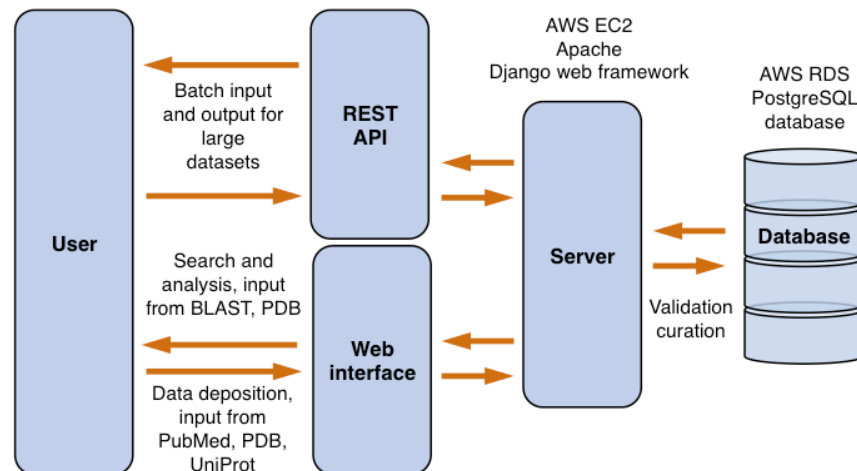 User
Batch input
and output for
large
datasets
REST
API
AWS EC2
Apache
Django web framework
AWS RDS
PostgreSQL
database
Search and
analysis, input
from BLAST, PDB
Data deposition,
input from
PubMed, PDB,
UniProt
Web
interface
Server
Validation
curation
Database